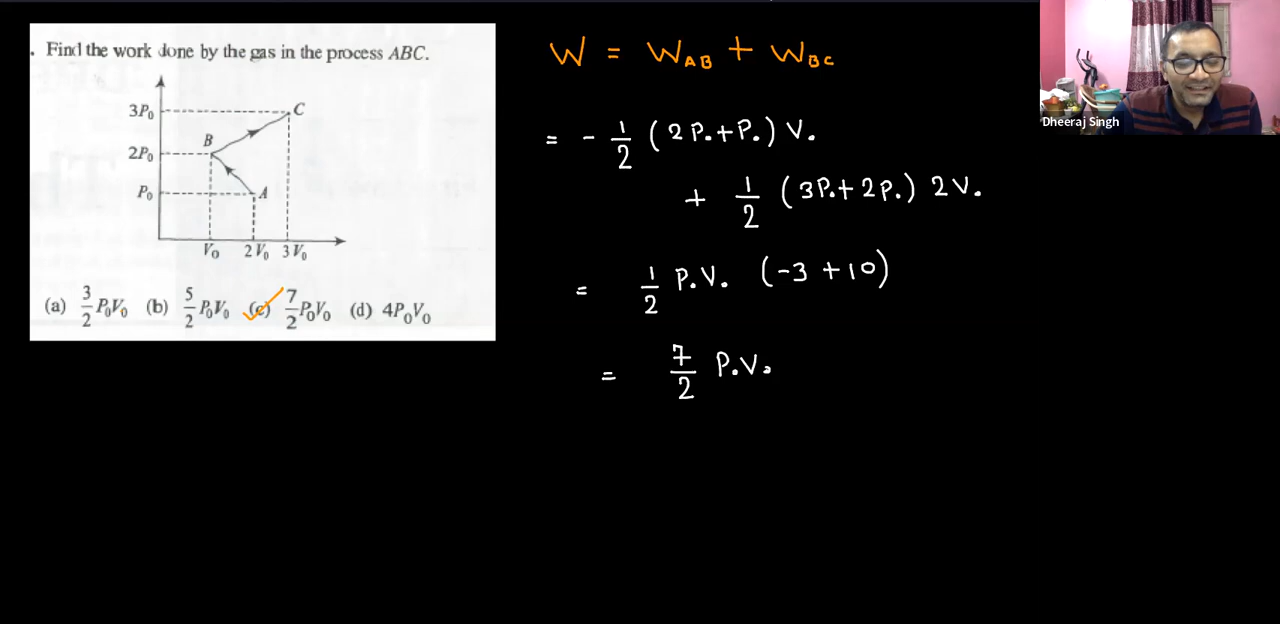 . Find the work done by the gas in the process ABC.
3P₀
C
B
2P₀
P₀
A
V₀ 2V₀ 3V₀
(a) 3/2 P₀V₀ (b) 5/2 P₀V₀ (c) 7/2 P₀V₀ (d) 4P₀V₀
W = W_AB + W_BC
= - 1/2 (2P₀+P₀) V₀
+ 1/2 (3P₀+2P₀) 2V₀
= 1/2 P₀V₀ (-3 +10)
= 7/2 P₀V₀
Dheeraj Singh